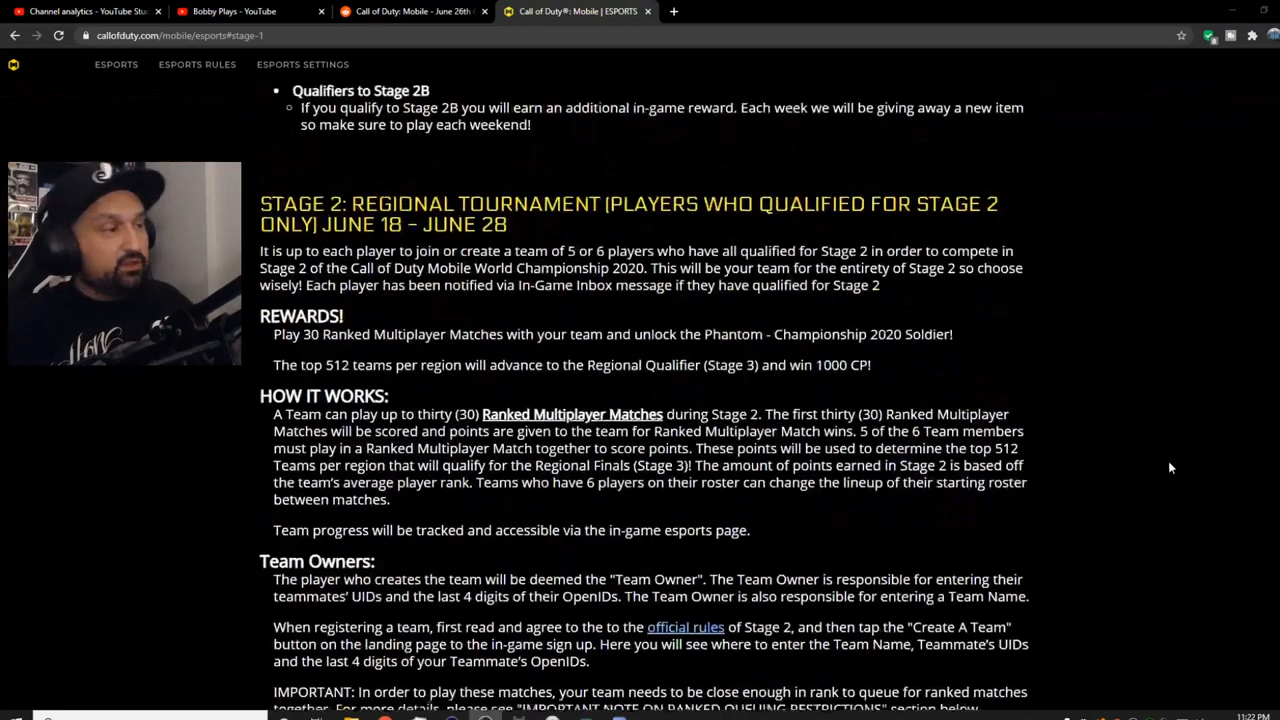 Channel analytics - YouTube Stu
Bobby Plays - YouTube
Call of Duty: Mobile - June 26th
Call of Duty®: Mobile | ESPORTS
callofduty.com/mobile/esports#stage-1
ESPORTS
ESPORTS RULES
ESPORTS SETTINGS
Qualifiers to Stage 2B
If you qualify to Stage 2B you will earn an additional in-game reward. Each week we will be giving away a new item
so make sure to play each weekend!
STAGE 2: REGIONAL TOURNAMENT (PLAYERS WHO QUALIFIED FOR STAGE 2
ONLY) JUNE 18 – JUNE 28
It is up to each player to join or create a team of 5 or 6 players who have all qualified for Stage 2 in order to compete in
Stage 2 of the Call of Duty Mobile World Championship 2020. This will be your team for the entirety of Stage 2 so choose
wisely! Each player has been notified via In-Game Inbox message if they have qualified for Stage 2
REWARDS!
Play 30 Ranked Multiplayer Matches with your team and unlock the Phantom - Championship 2020 Soldier!
The top 512 teams per region will advance to the Regional Qualifier (Stage 3) and win 1000 CP!
HOW IT WORKS:
A Team can play up to thirty (30) Ranked Multiplayer Matches during Stage 2. The first thirty (30) Ranked Multiplayer
Matches will be scored and points are given to the team for Ranked Multiplayer Match wins. 5 of the 6 Team members
must play in a Ranked Multiplayer Match together to score points. These points will be used to determine the top 512
Teams per region that will qualify for the Regional Finals (Stage 3)! The amount of points earned in Stage 2 is based off
the team's average player rank. Teams who have 6 players on their roster can change the lineup of their starting roster
between matches.
Team progress will be tracked and accessible via the in-game esports page.
Team Owners:
The player who creates the team will be deemed the "Team Owner". The Team Owner is responsible for entering their
teammates' UIDs and the last 4 digits of their OpenIDs. The Team Owner is also responsible for entering a Team Name.
When registering a team, first read and agree to the to the official rules of Stage 2, and then tap the "Create A Team"
button on the landing page to the in-game sign up. Here you will see where to enter the Team Name, Teammate's UIDs
and the last 4 digits of your Teammate's OpenIDs.
IMPORTANT: In order to play these matches, your team needs to be close enough in rank to queue for ranked matches
together. For more details, please see "IMPORTANT NOTE ON RANKED QUEUING RESTRICTIONS" section below
11:22 PM